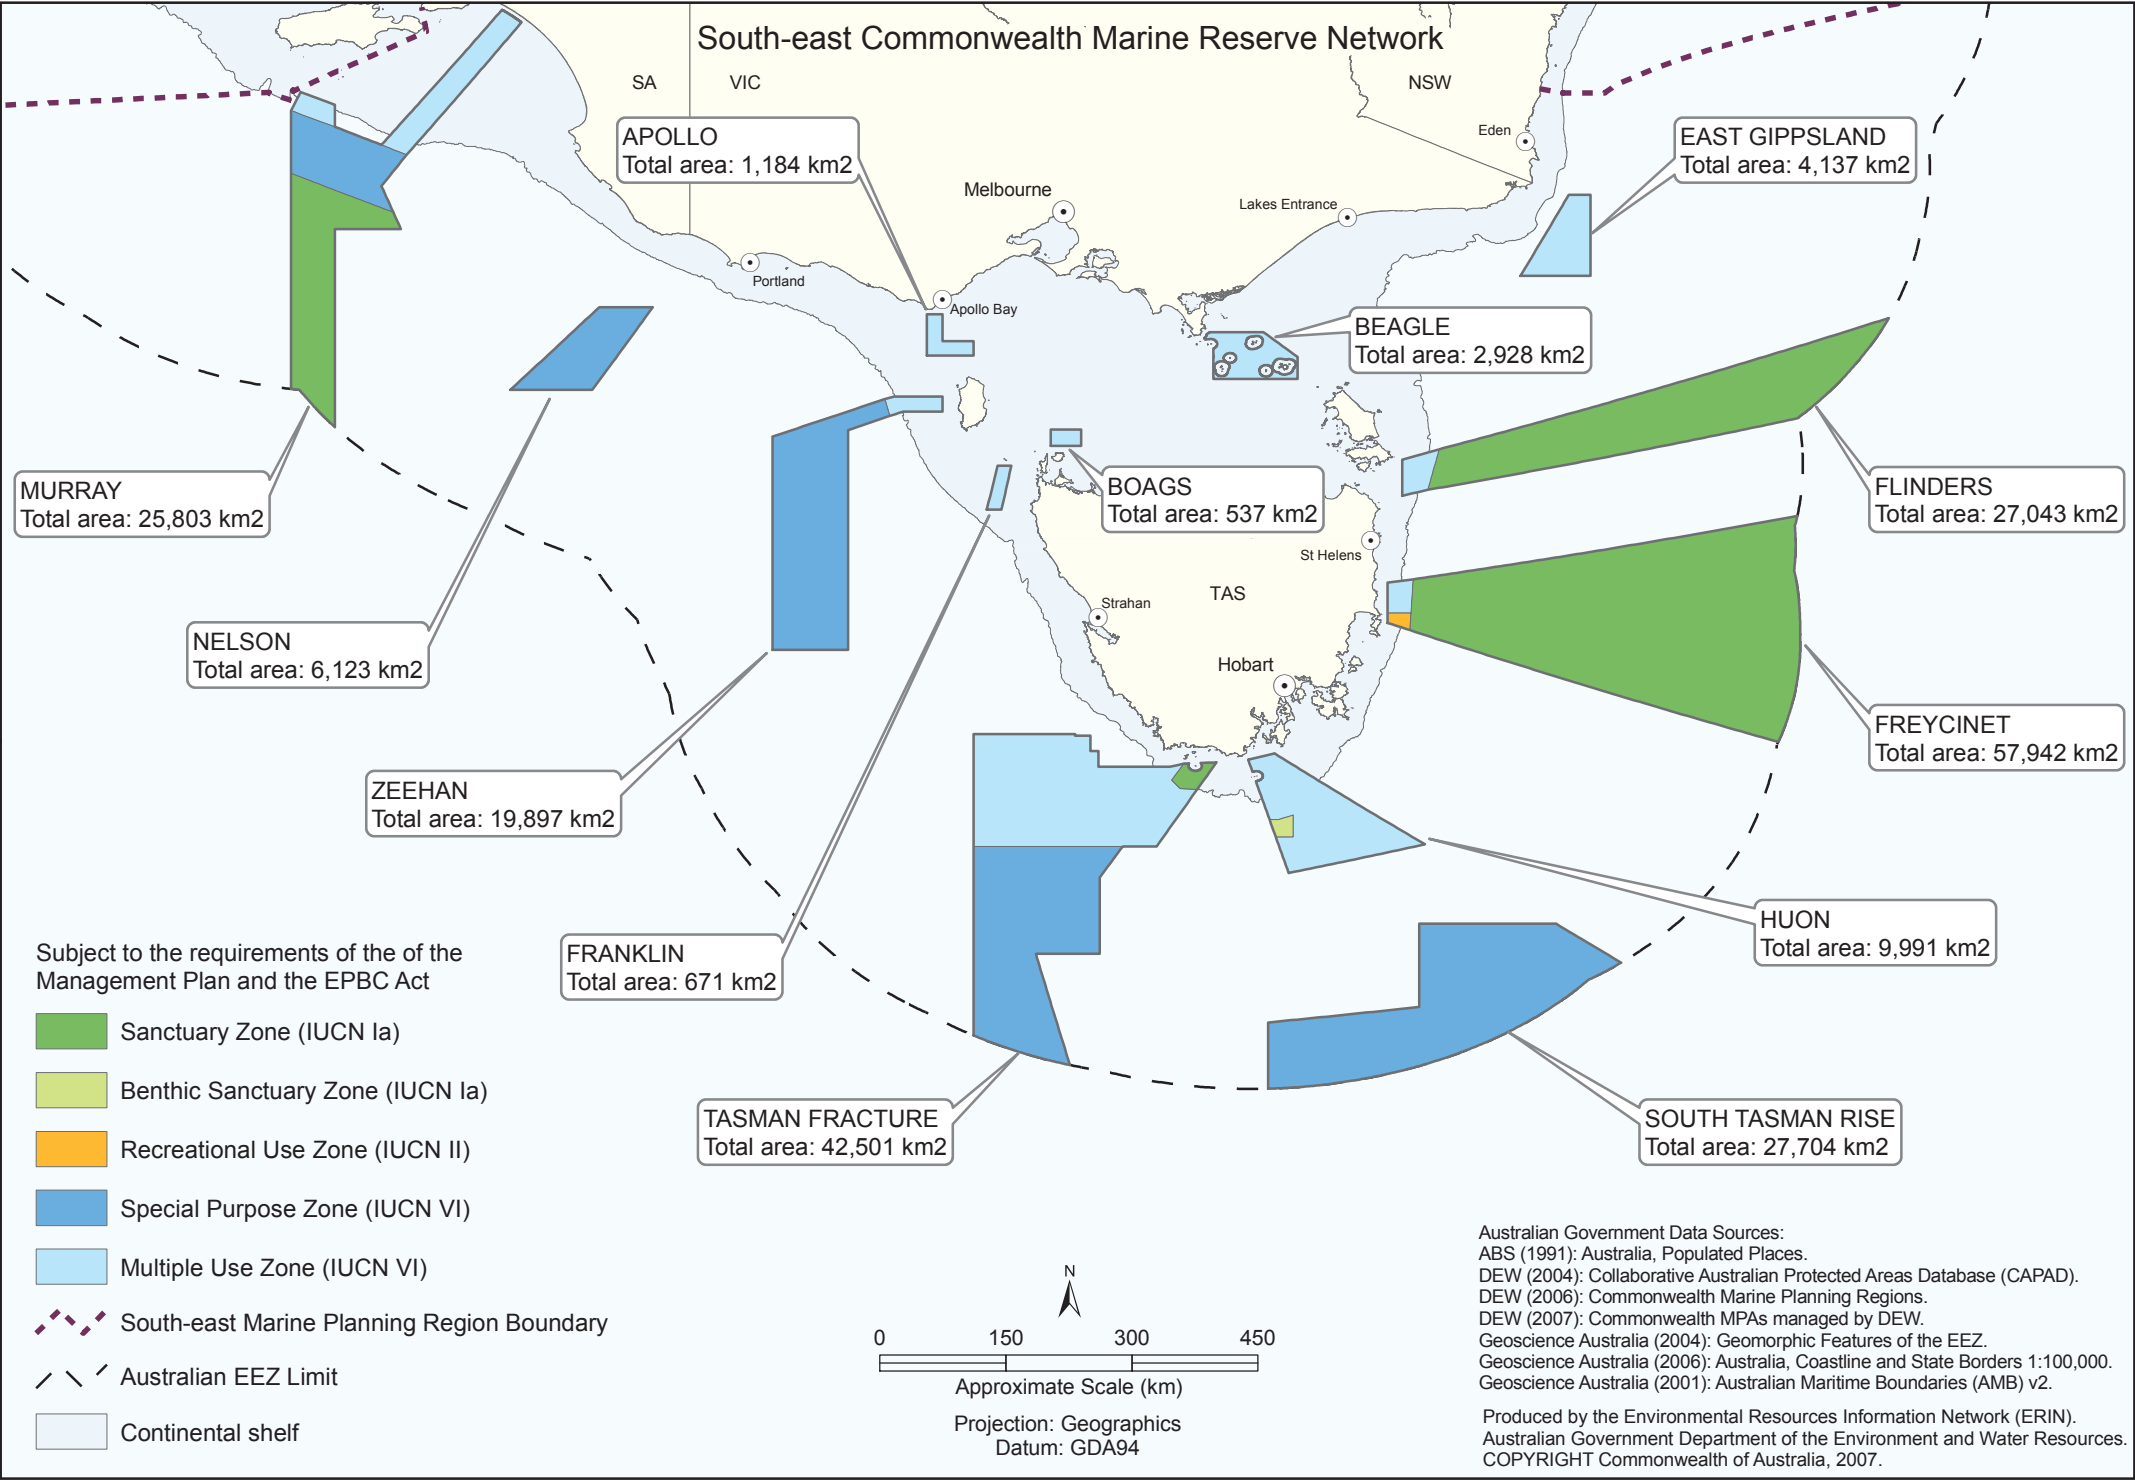 South-east Commonwealth Marine Reserve Network
SA
VIC
NSW
Eden
APOLLO
Total area: 1,184 km2
EAST GIPPSLAND
Total area: 4,137 km2
Melbourne
Lakes Entrance
Portland
Apollo Bay
BEAGLE
Total area: 2,928 km2
MURRAY
Total area: 25,803 km2
BOAGS
Total area: 537 km2
FLINDERS
Total area: 27,043 km2
St Helens
TAS
Strahan
NELSON
Total area: 6,123 km2
Hobart
FREYCINET
Total area: 57,942 km2
ZEEHAN
Total area: 19,897 km2
HUON
Total area: 9,991 km2
FRANKLIN
Total area: 671 km2
TASMAN FRACTURE
Total area: 42,501 km2
SOUTH TASMAN RISE
Total area: 27,704 km2
Subject to the requirements of the of the
Management Plan and the EPBC Act
Sanctuary Zone (IUCN Ia)
Benthic Sanctuary Zone (IUCN Ia)
Recreational Use Zone (IUCN II)
Special Purpose Zone (IUCN VI)
Multiple Use Zone (IUCN VI)
South-east Marine Planning Region Boundary
Australian EEZ Limit
Continental shelf
N
0 150 300 450
Approximate Scale (km)
Projection: Geographics
Datum: GDA94
Australian Government Data Sources:
ABS (1991): Australia, Populated Places.
DEW (2004): Collaborative Australian Protected Areas Database (CAPAD).
DEW (2006): Commonwealth Marine Planning Regions.
DEW (2007): Commonwealth MPAs managed by DEW.
Geoscience Australia (2004): Geomorphic Features of the EEZ.
Geoscience Australia (2006): Australia, Coastline and State Borders 1:100,000.
Geoscience Australia (2001): Australian Maritime Boundaries (AMB) v2.
Produced by the Environmental Resources Information Network (ERIN).
Australian Government Department of the Environment and Water Resources.
COPYRIGHT Commonwealth of Australia, 2007.